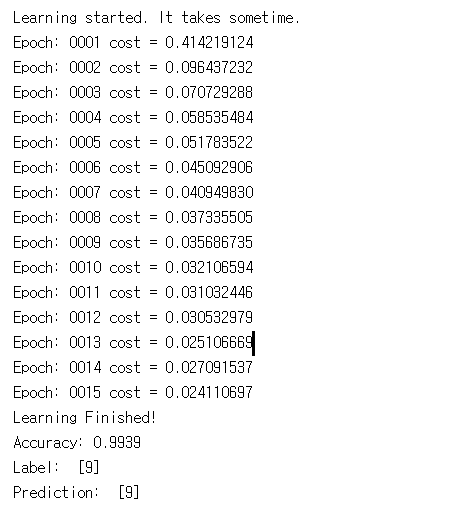 Learning started. It takes sometime.
Epoch: 0001 cost = 0.414219124
Epoch: 0002 cost = 0.096437232
Epoch: 0003 cost = 0.070729288
Epoch: 0004 cost = 0.058535484
Epoch: 0005 cost = 0.051783522
Epoch: 0006 cost = 0.045092906
Epoch: 0007 cost = 0.040949830
Epoch: 0008 cost = 0.037335505
Epoch: 0009 cost = 0.035686735
Epoch: 0010 cost = 0.032106594
Epoch: 0011 cost = 0.031032446
Epoch: 0012 cost = 0.030532979
Epoch: 0013 cost = 0.025106669
Epoch: 0014 cost = 0.027091537
Epoch: 0015 cost = 0.024110697
Learning Finished!
Accuracy: 0.9939
Label:  [9]
Prediction:  [9]